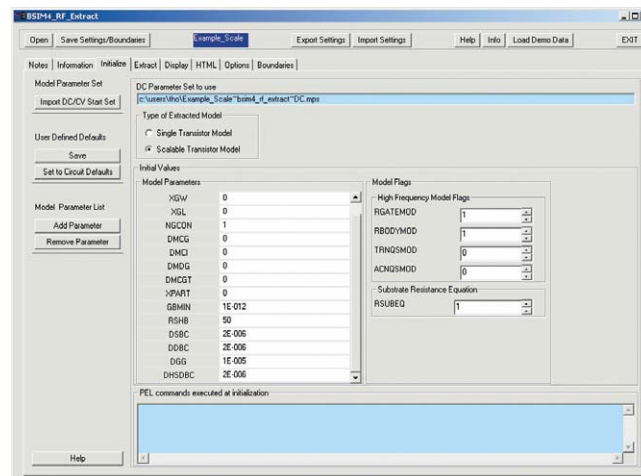 BSIM4_RF_Extract
Open Save Settings/Boundaries Example_Scale Export Settings Import Settings Help Info Load Demo Data EXIT
Notes Information Initialize Extract Display HTML Options Boundaries
Model Parameter Set
Import DC/CV Start Set
User Defined Defaults
Save
Set to Circuit Defaults
Model Parameter List
Add Parameter
Remove Parameter
Help
DC Parameter Set to use
c:\users\tho\Example_Scale~bsim4_rf_extract~DC.mps
Type of Extracted Model
Single Transistor Model
Scalable Transistor Model
Initial Values
Model Parameters
XGW 0
XGL 0
NGCON 1
DMCG 0
DMCI 0
DMDG 0
DMCGT 0
XPART 0
GBMIN 1E-012
RSHB 50
DSBC 2E-006
DDBC 2E-006
DGG 1E-005
DHSDBC 2E-006
Model Flags
High Frequency Model Flags
RGATEMOD 1
RBODYMOD 1
TRNQSMOD 0
ACNQSMOD 0
Substrate Resistance Equation
RSUBEQ 1
PEL commands executed at initialization